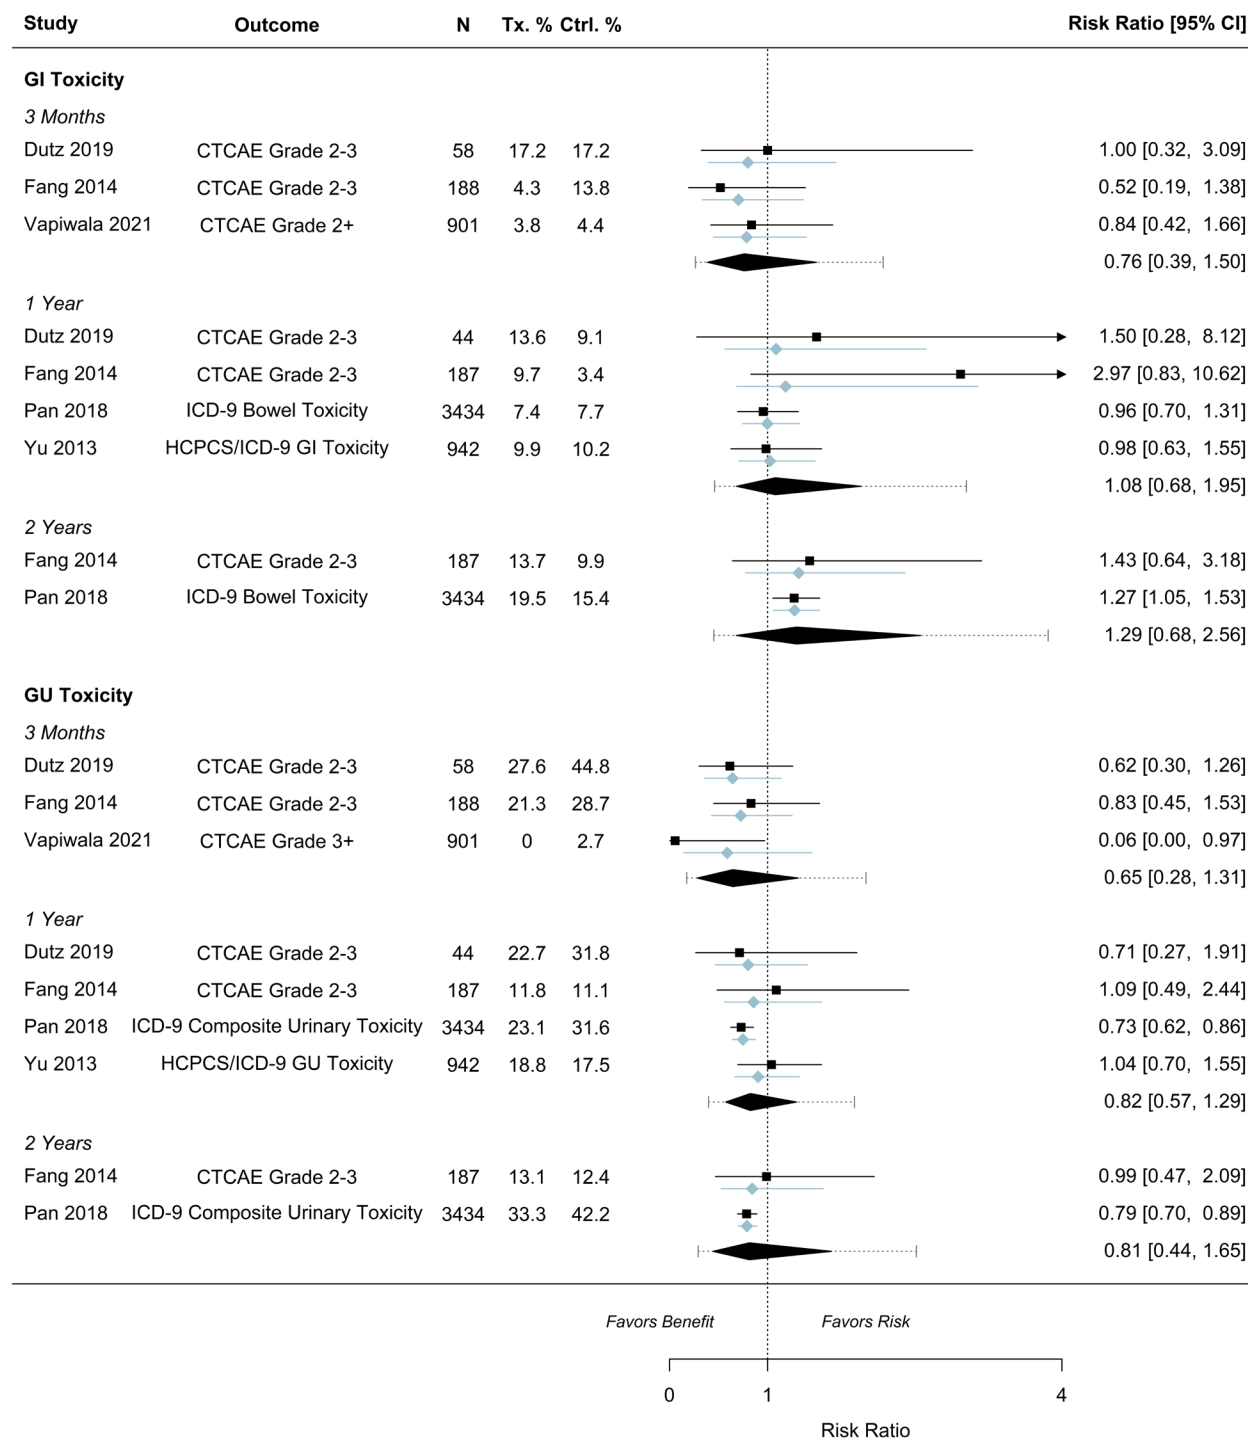 Study Outcome N Tx. % Ctrl. % Risk Ratio [95% CI]
GI Toxicity
3 Months
Dutz 2019 CTCAE Grade 2-3 58 17.2 17.2 1.00 [0.32, 3.09]
Fang 2014 CTCAE Grade 2-3 188 4.3 13.8 0.52 [0.19, 1.38]
Vapiwala 2021 CTCAE Grade 2+ 901 3.8 4.4 0.84 [0.42, 1.66]
0.76 [0.39, 1.50]
1 Year
Dutz 2019 CTCAE Grade 2-3 44 13.6 9.1 1.50 [0.28, 8.12]
Fang 2014 CTCAE Grade 2-3 187 9.7 3.4 2.97 [0.83, 10.62]
Pan 2018 ICD-9 Bowel Toxicity 3434 7.4 7.7 0.96 [0.70, 1.31]
Yu 2013 HCPCS/ICD-9 GI Toxicity 942 9.9 10.2 0.98 [0.63, 1.55]
1.08 [0.68, 1.95]
2 Years
Fang 2014 CTCAE Grade 2-3 187 13.7 9.9 1.43 [0.64, 3.18]
Pan 2018 ICD-9 Bowel Toxicity 3434 19.5 15.4 1.27 [1.05, 1.53]
1.29 [0.68, 2.56]
GU Toxicity
3 Months
Dutz 2019 CTCAE Grade 2-3 58 27.6 44.8 0.62 [0.30, 1.26]
Fang 2014 CTCAE Grade 2-3 188 21.3 28.7 0.83 [0.45, 1.53]
Vapiwala 2021 CTCAE Grade 3+ 901 0 2.7 0.06 [0.00, 0.97]
0.65 [0.28, 1.31]
1 Year
Dutz 2019 CTCAE Grade 2-3 44 22.7 31.8 0.71 [0.27, 1.91]
Fang 2014 CTCAE Grade 2-3 187 11.8 11.1 1.09 [0.49, 2.44]
Pan 2018 ICD-9 Composite Urinary Toxicity 3434 23.1 31.6 0.73 [0.62, 0.86]
Yu 2013 HCPCS/ICD-9 GU Toxicity 942 18.8 17.5 1.04 [0.70, 1.55]
0.82 [0.57, 1.29]
2 Years
Fang 2014 CTCAE Grade 2-3 187 13.1 12.4 0.99 [0.47, 2.09]
Pan 2018 ICD-9 Composite Urinary Toxicity 3434 33.3 42.2 0.79 [0.70, 0.89]
0.81 [0.44, 1.65]
Favors Benefit Favors Risk
0 1 4
Risk Ratio